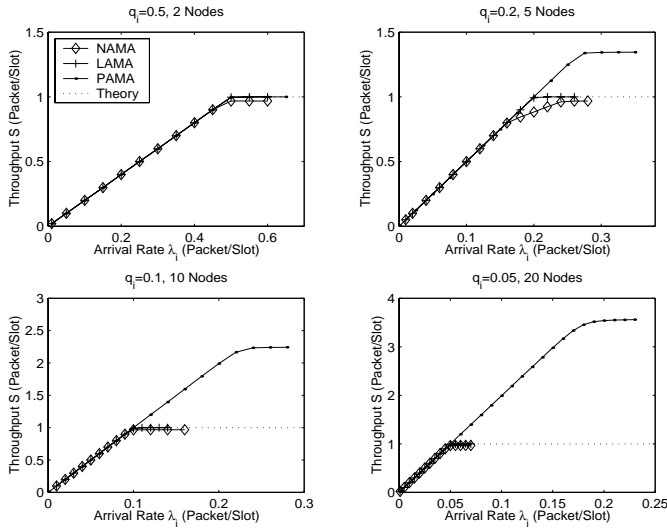 q_i=0.5, 2 Nodes
Throughput S (Packet/Slot)
1.5
1
0.5
0
NAMA
LAMA
PAMA
Theory
0 0.2 0.4 0.6
Arrival Rate λ_i (Packet/Slot)
q_i=0.2, 5 Nodes
Throughput S (Packet/Slot)
1.5
1
0.5
0
0 0.1 0.2 0.3
Arrival Rate λ_i (Packet/Slot)
q_i=0.1, 10 Nodes
Throughput S (Packet/Slot)
3
2.5
2
1.5
1
0.5
0
0 0.1 0.2 0.3
Arrival Rate λ_i (Packet/Slot)
q_i=0.05, 20 Nodes
Throughput S (Packet/Slot)
4
3
2
1
0
0 0.05 0.1 0.15 0.2 0.25
Arrival Rate λ_i (Packet/Slot)